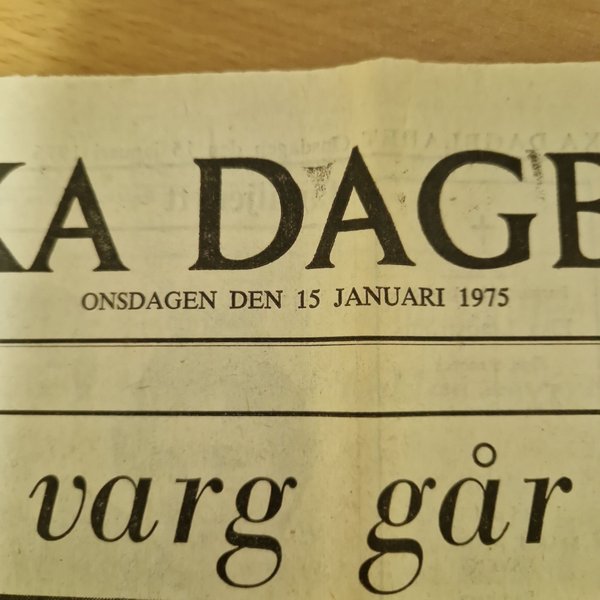 KA DAGB
ONSDAGEN DEN 15 JANUARI 1975
varg går